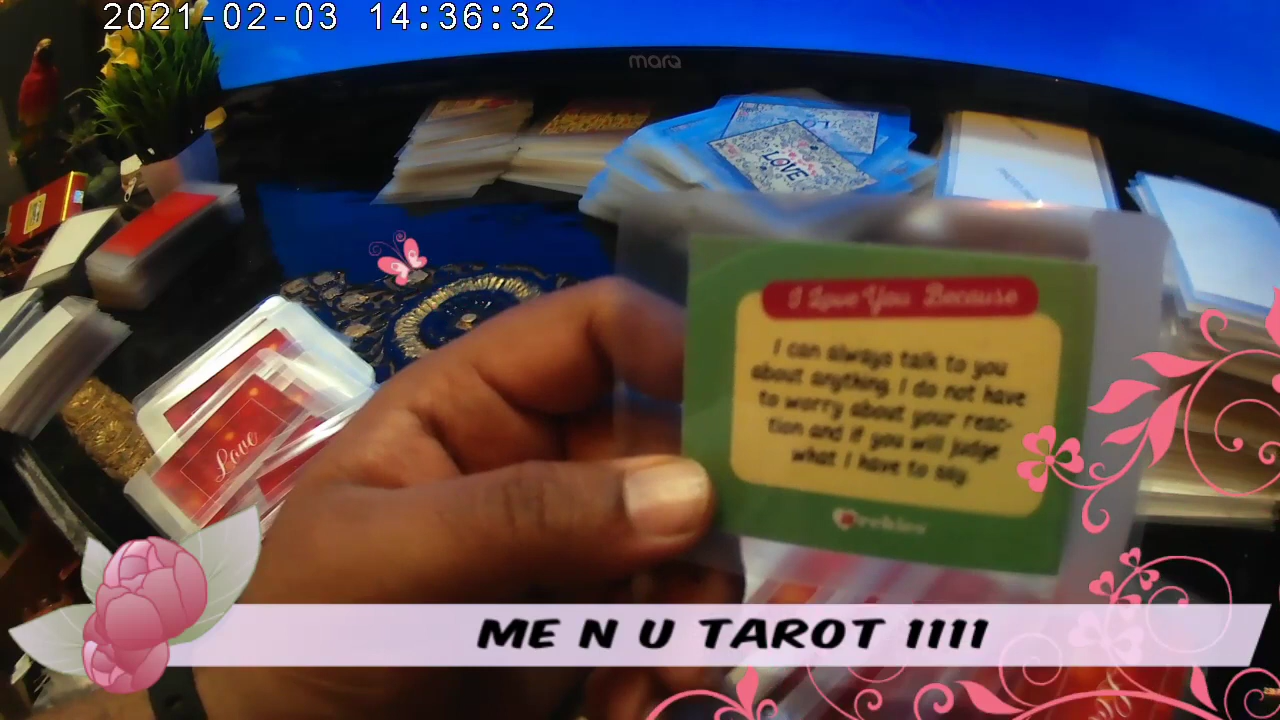 2021-02-03 14:36:32
marq
LOVE
LOVE
I Love You Because
I can always talk to you
about anything. I do not have
to worry about your reac-
tion and if you will judge
what I have to say.
Love
ME N U TAROT 1111